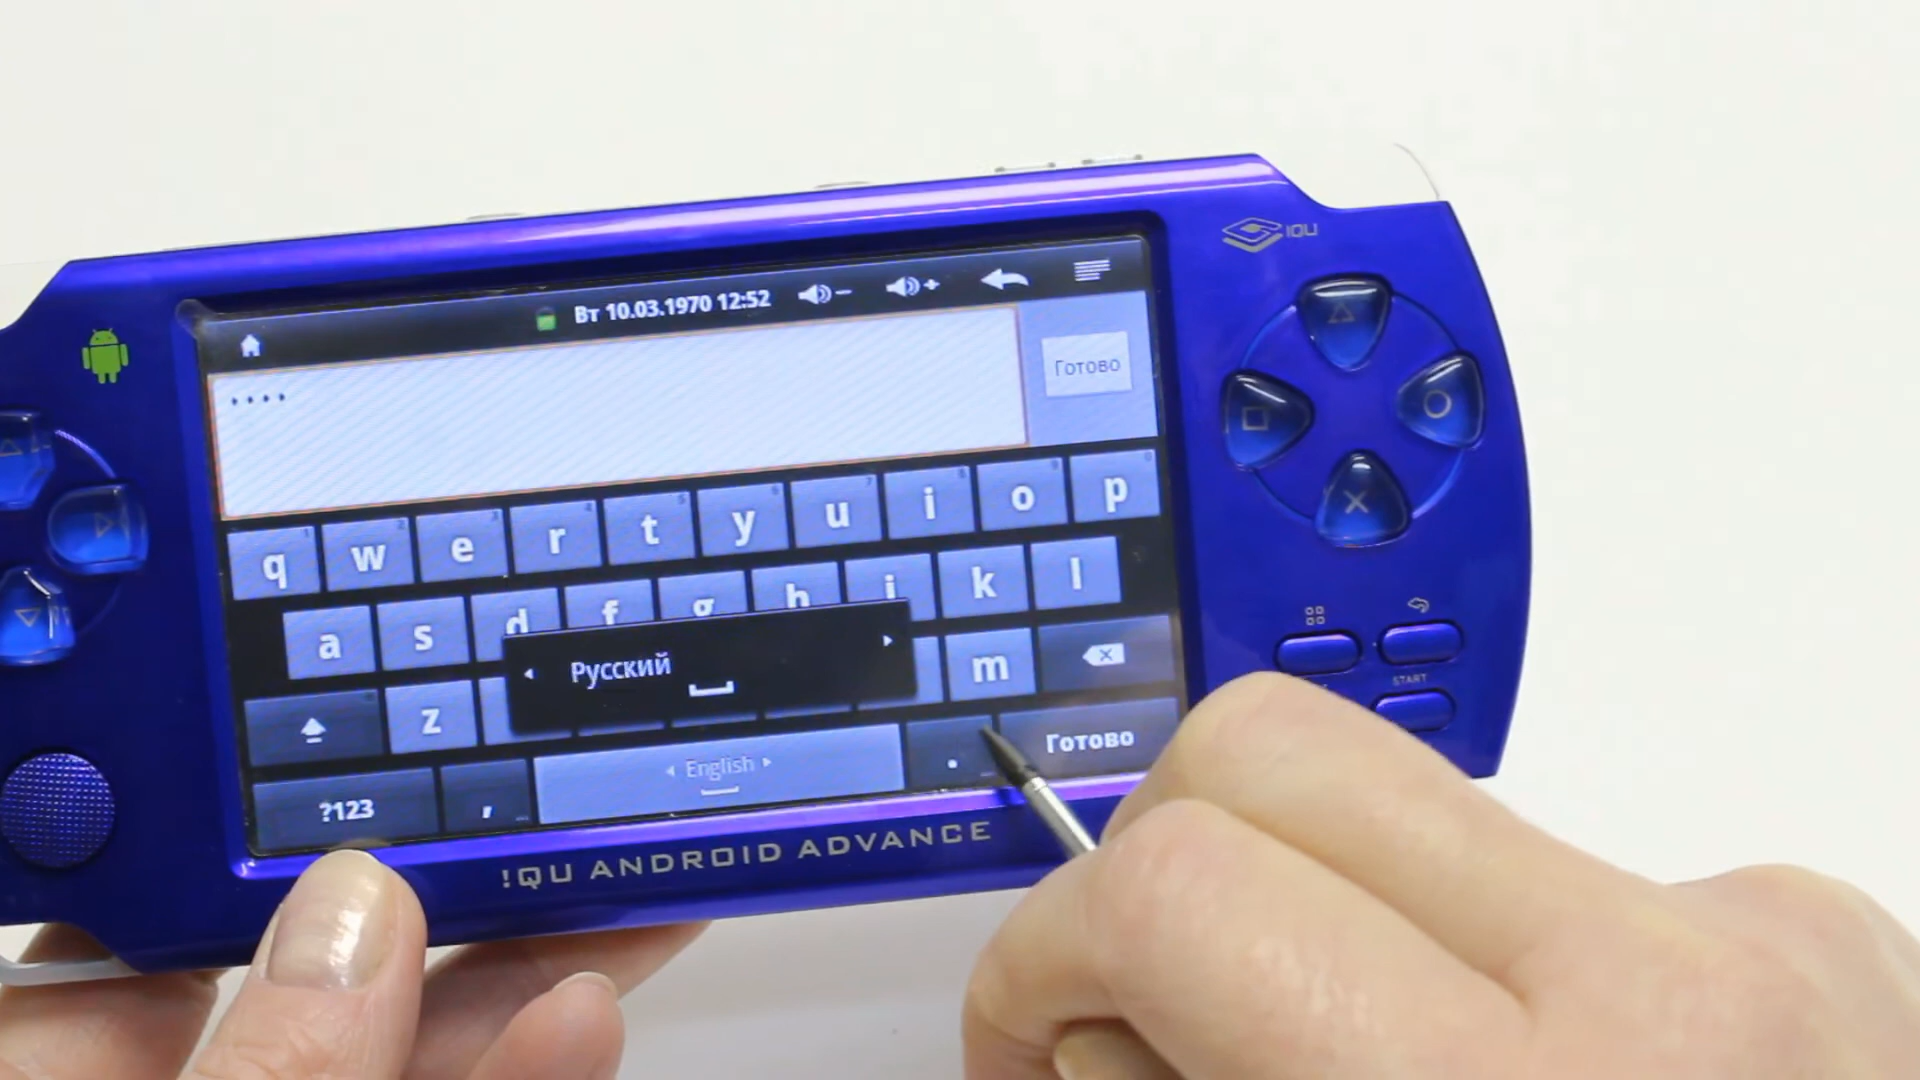 IQU
Вт 10.03.1970 12:52
••••
Готово
q w e r t y u i o p
a s d f g h j k l
Русский
z m
?123 , English . Готово
START
!QU ANDROID ADVANCE